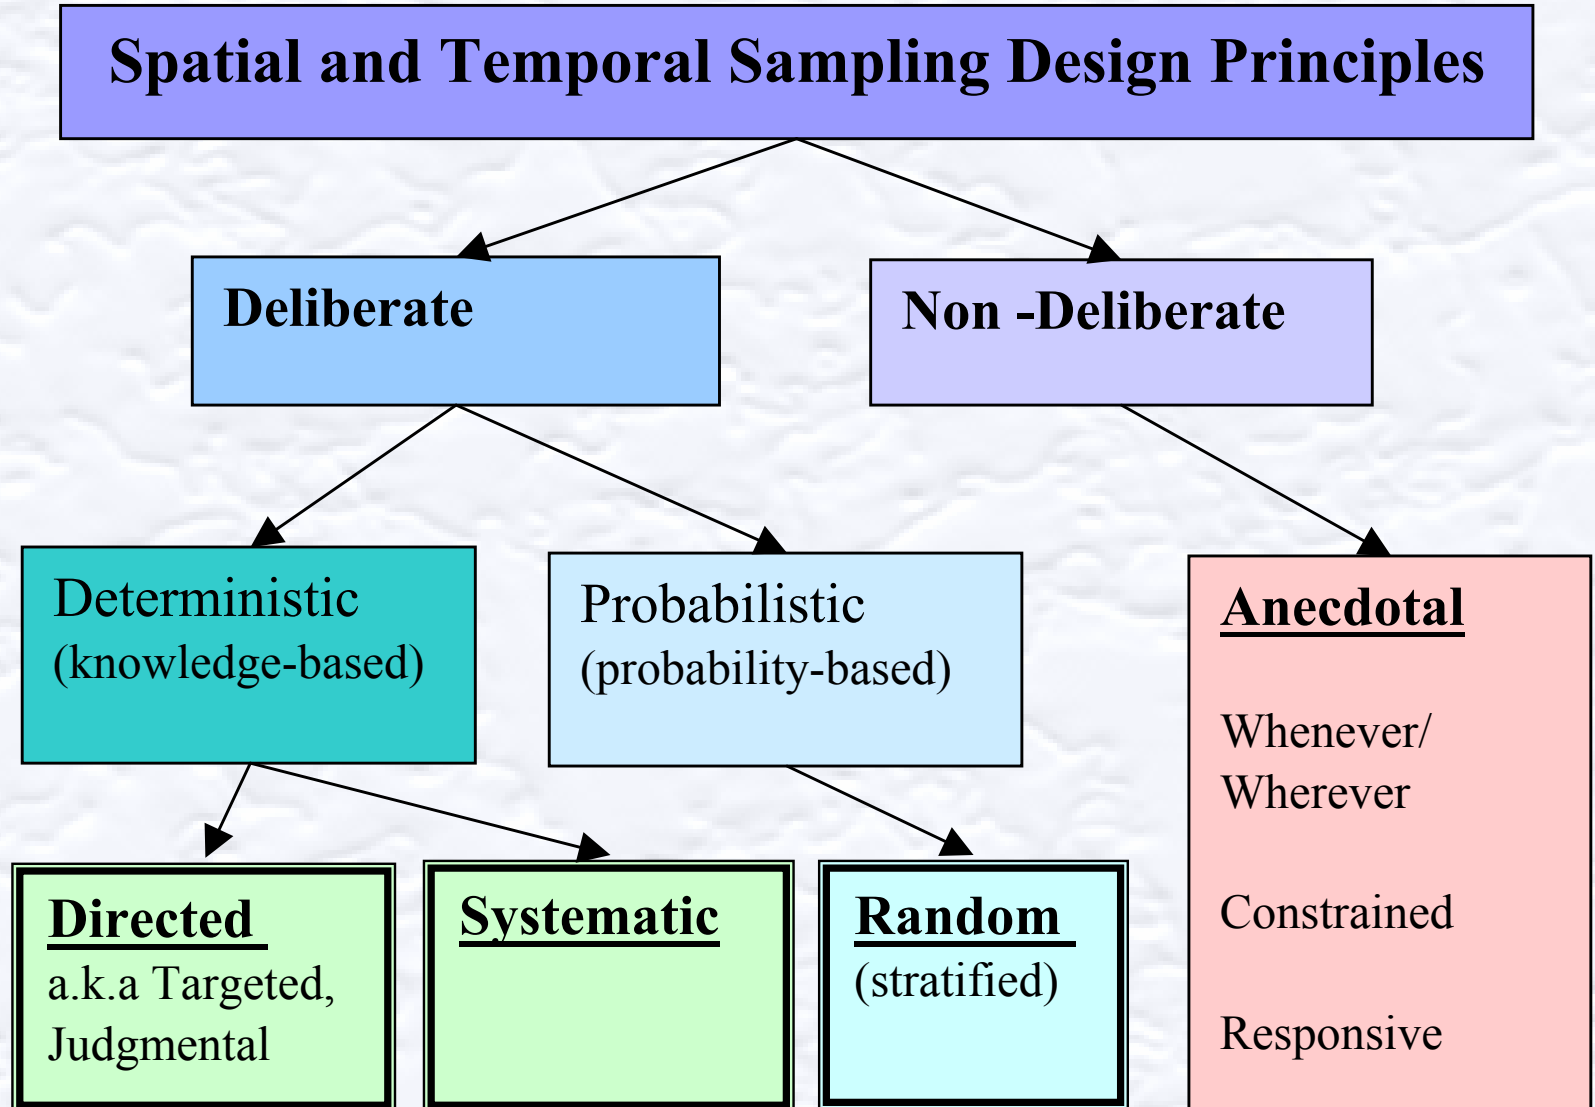 Spatial and Temporal Sampling Design Principles
Deliberate
Non -Deliberate
Deterministic
(knowledge-based)
Probabilistic
(probability-based)
Anecdotal
Whenever/
Wherever
Constrained
Responsive
Directed
a.k.a Targeted,
Judgmental
Systematic
Random
(stratified)